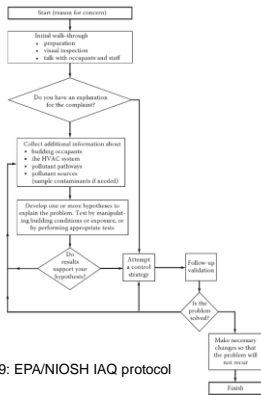 Start (reason for concern)
Initial walk-through
• preparation
• visual inspection
• talk with occupants and staff
Do you have an explanation
for the complaint?
Collect additional information about
• building occupants
• the HVAC system
• pollutant pathways
• pollutant sources
(sample contaminants if needed)
Develop one or more hypotheses to
explain the problem. Test by manipulat-
ing building conditions or exposure, or
by performing appropriate tests
Do
results
support your
hypothesis?
Attempt
a control
strategy
Follow-up
validation
Is the
problem
solved?
Make necessary
changes so that
the problem will
not recur
Finish
9: EPA/NIOSH IAQ protocol